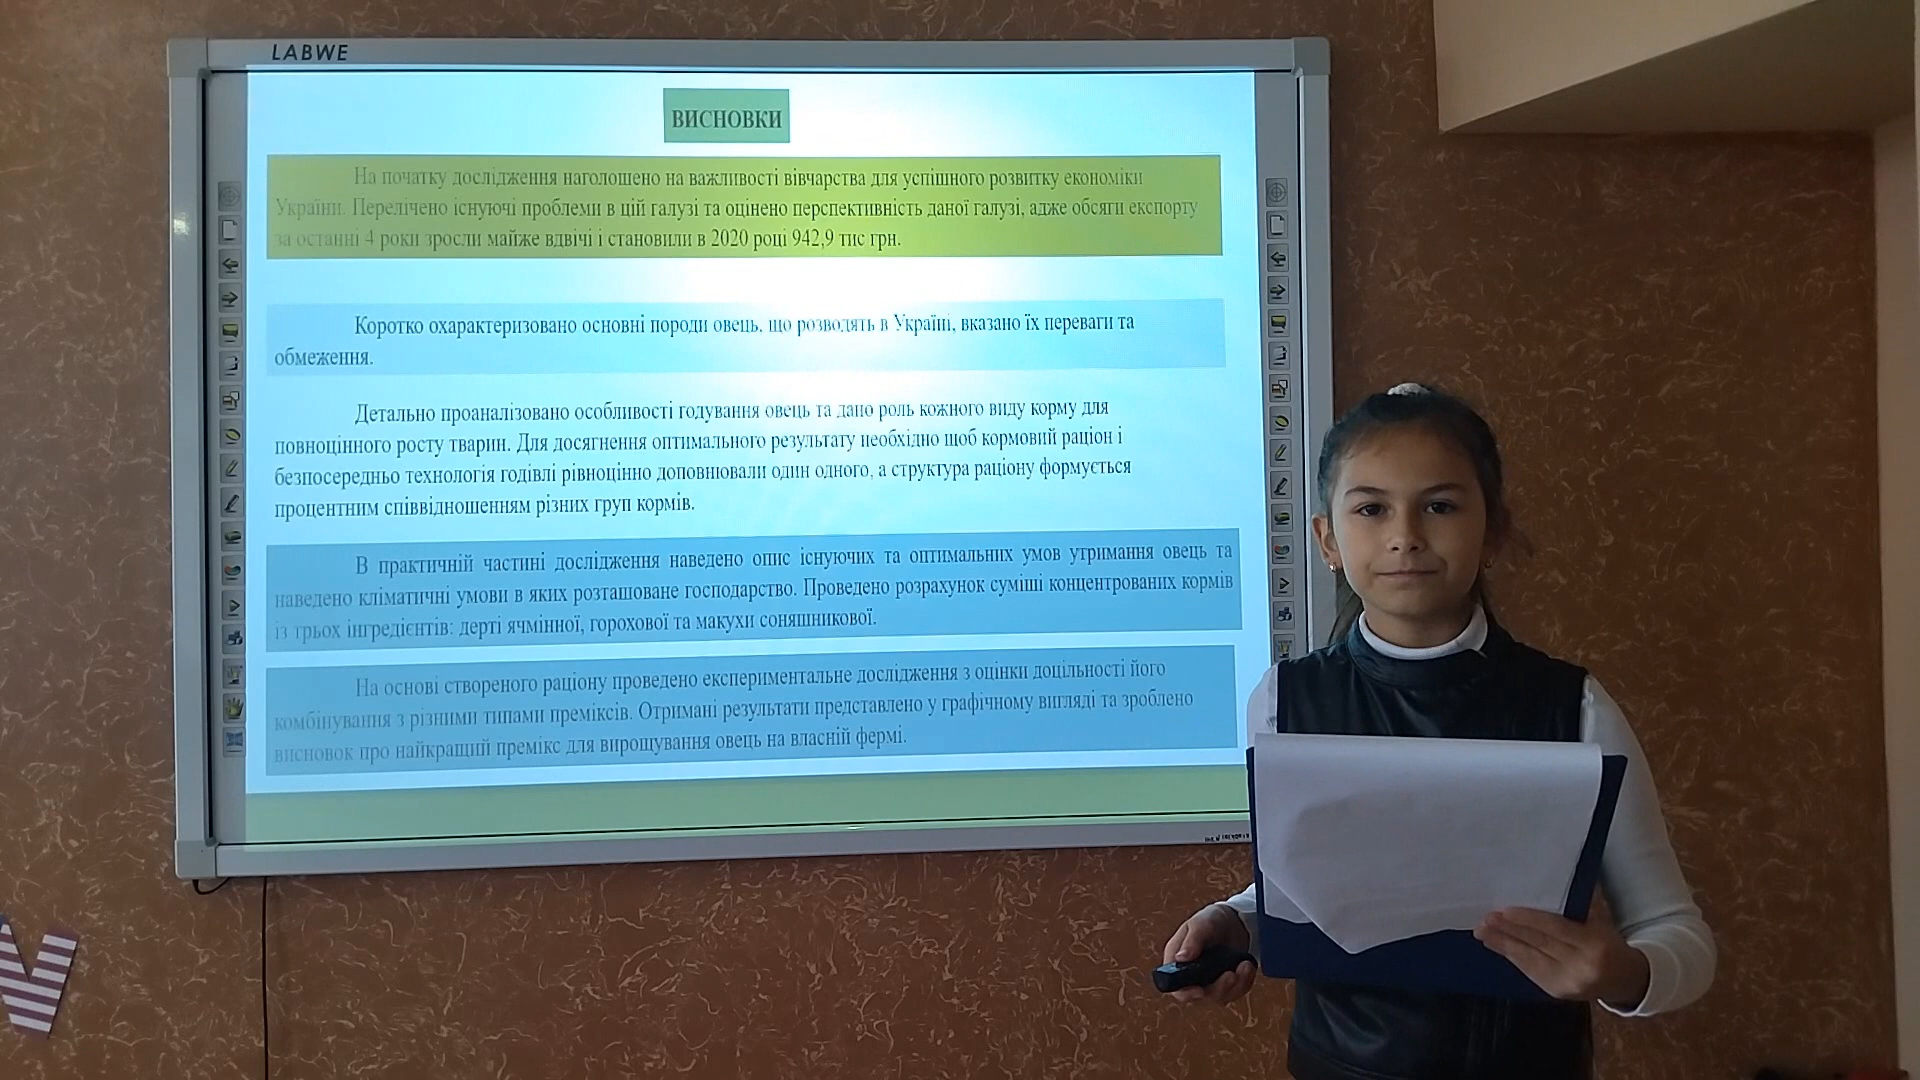 LABWE
ВИСНОВКИ
На початку дослідження наголошено на важливості вівчарства для успішного розвитку економіки
України. Перелічено існуючі проблеми в цій галузі та оцінено перспективність даної галузі, адже обсяги експорту
за останні 4 роки зросли майже вдвічі і становили в 2020 році 942,9 тис грн.
Коротко охарактеризовано основні породи овець, що розводять в Україні, вказано їх переваги та
обмеження.
Детально проаналізовано особливості годування овець та дано роль кожного виду корму для
повноцінного росту тварин. Для досягнення оптимального результату необхідно щоб кормовий раціон і
безпосередньо технологія годівлі рівноцінно доповнювали один одного, а структура раціону формується
процентним співвідношенням різних груп кормів.
В практичній частині дослідження наведено опис існуючих та оптимальних умов утримання овець та
наведено кліматичні умови в яких розташоване господарство. Проведено розрахунок суміші концентрованих кормів
із трьох інгредієнтів: дерті ячмінної, горохової та макухи соняшникової.
На основі створеного раціону проведено експериментальне дослідження з оцінки доцільності його
комбінування з різними типами преміксів. Отримані результати представлено у графічному вигляді та зроблено
висновок про найкращий премікс для вирощування овець на власній фермі.